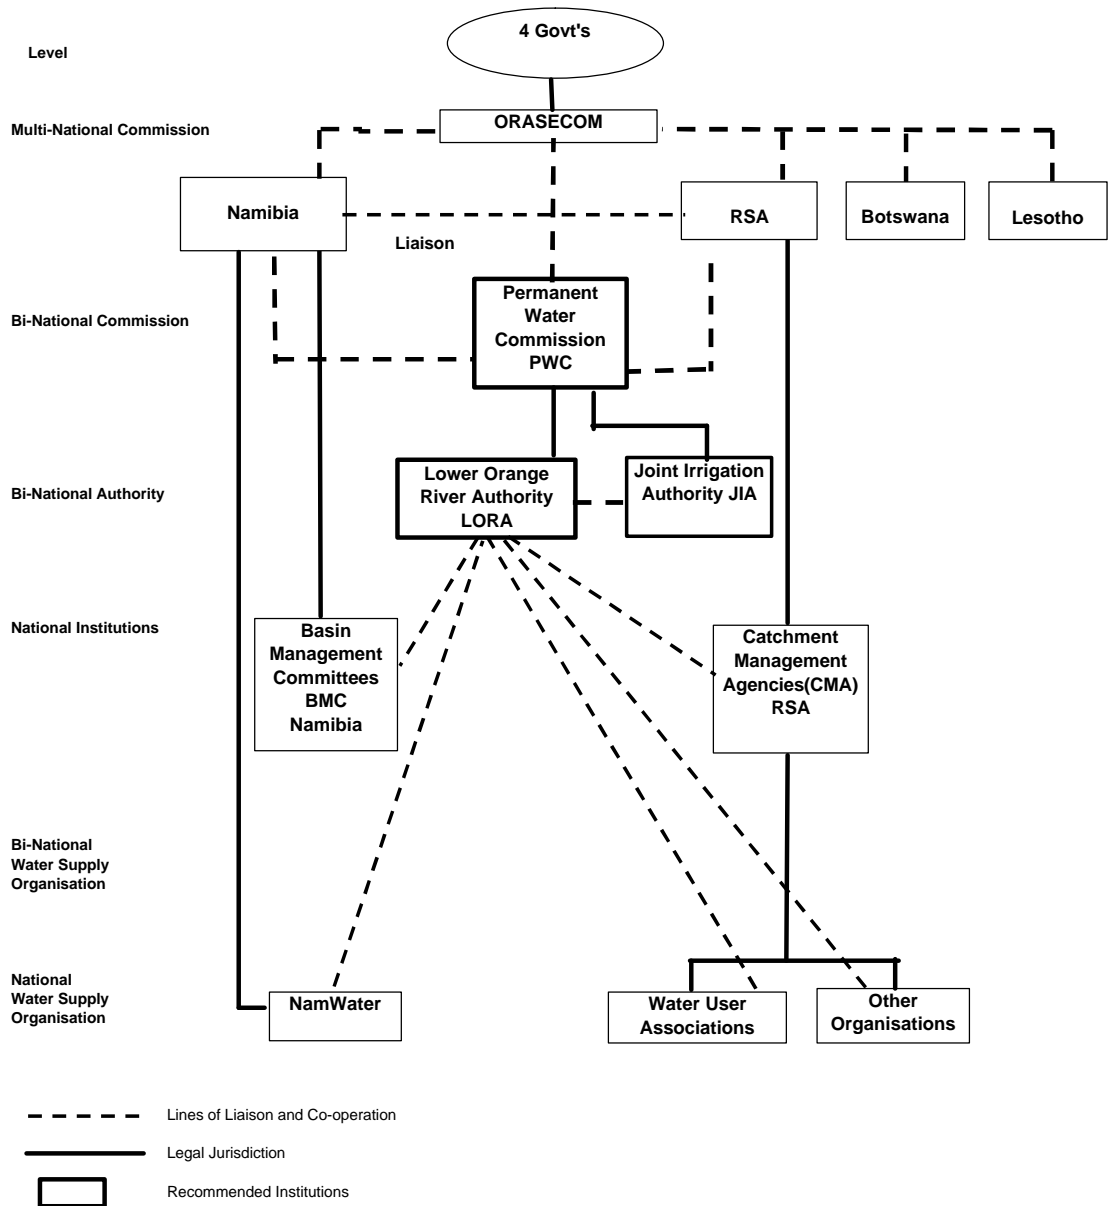 4 Govt's
Level
Multi-National Commission
ORASECOM
Namibia
RSA
Botswana
Lesotho
Liaison
Bi-National Commission
Permanent
Water
Commission
PWC
Bi-National Authority
Lower Orange
River Authority
LORA
Joint Irrigation
Authority JIA
National Institutions
Basin
Management
Committees
BMC
Namibia
Catchment
Management
Agencies(CMA)
RSA
Bi-National
Water Supply
Organisation
National
Water Supply
Organisation
NamWater
Water User
Associations
Other
Organisations
Lines of Liaison and Co-operation
Legal Jurisdiction
Recommended Institutions